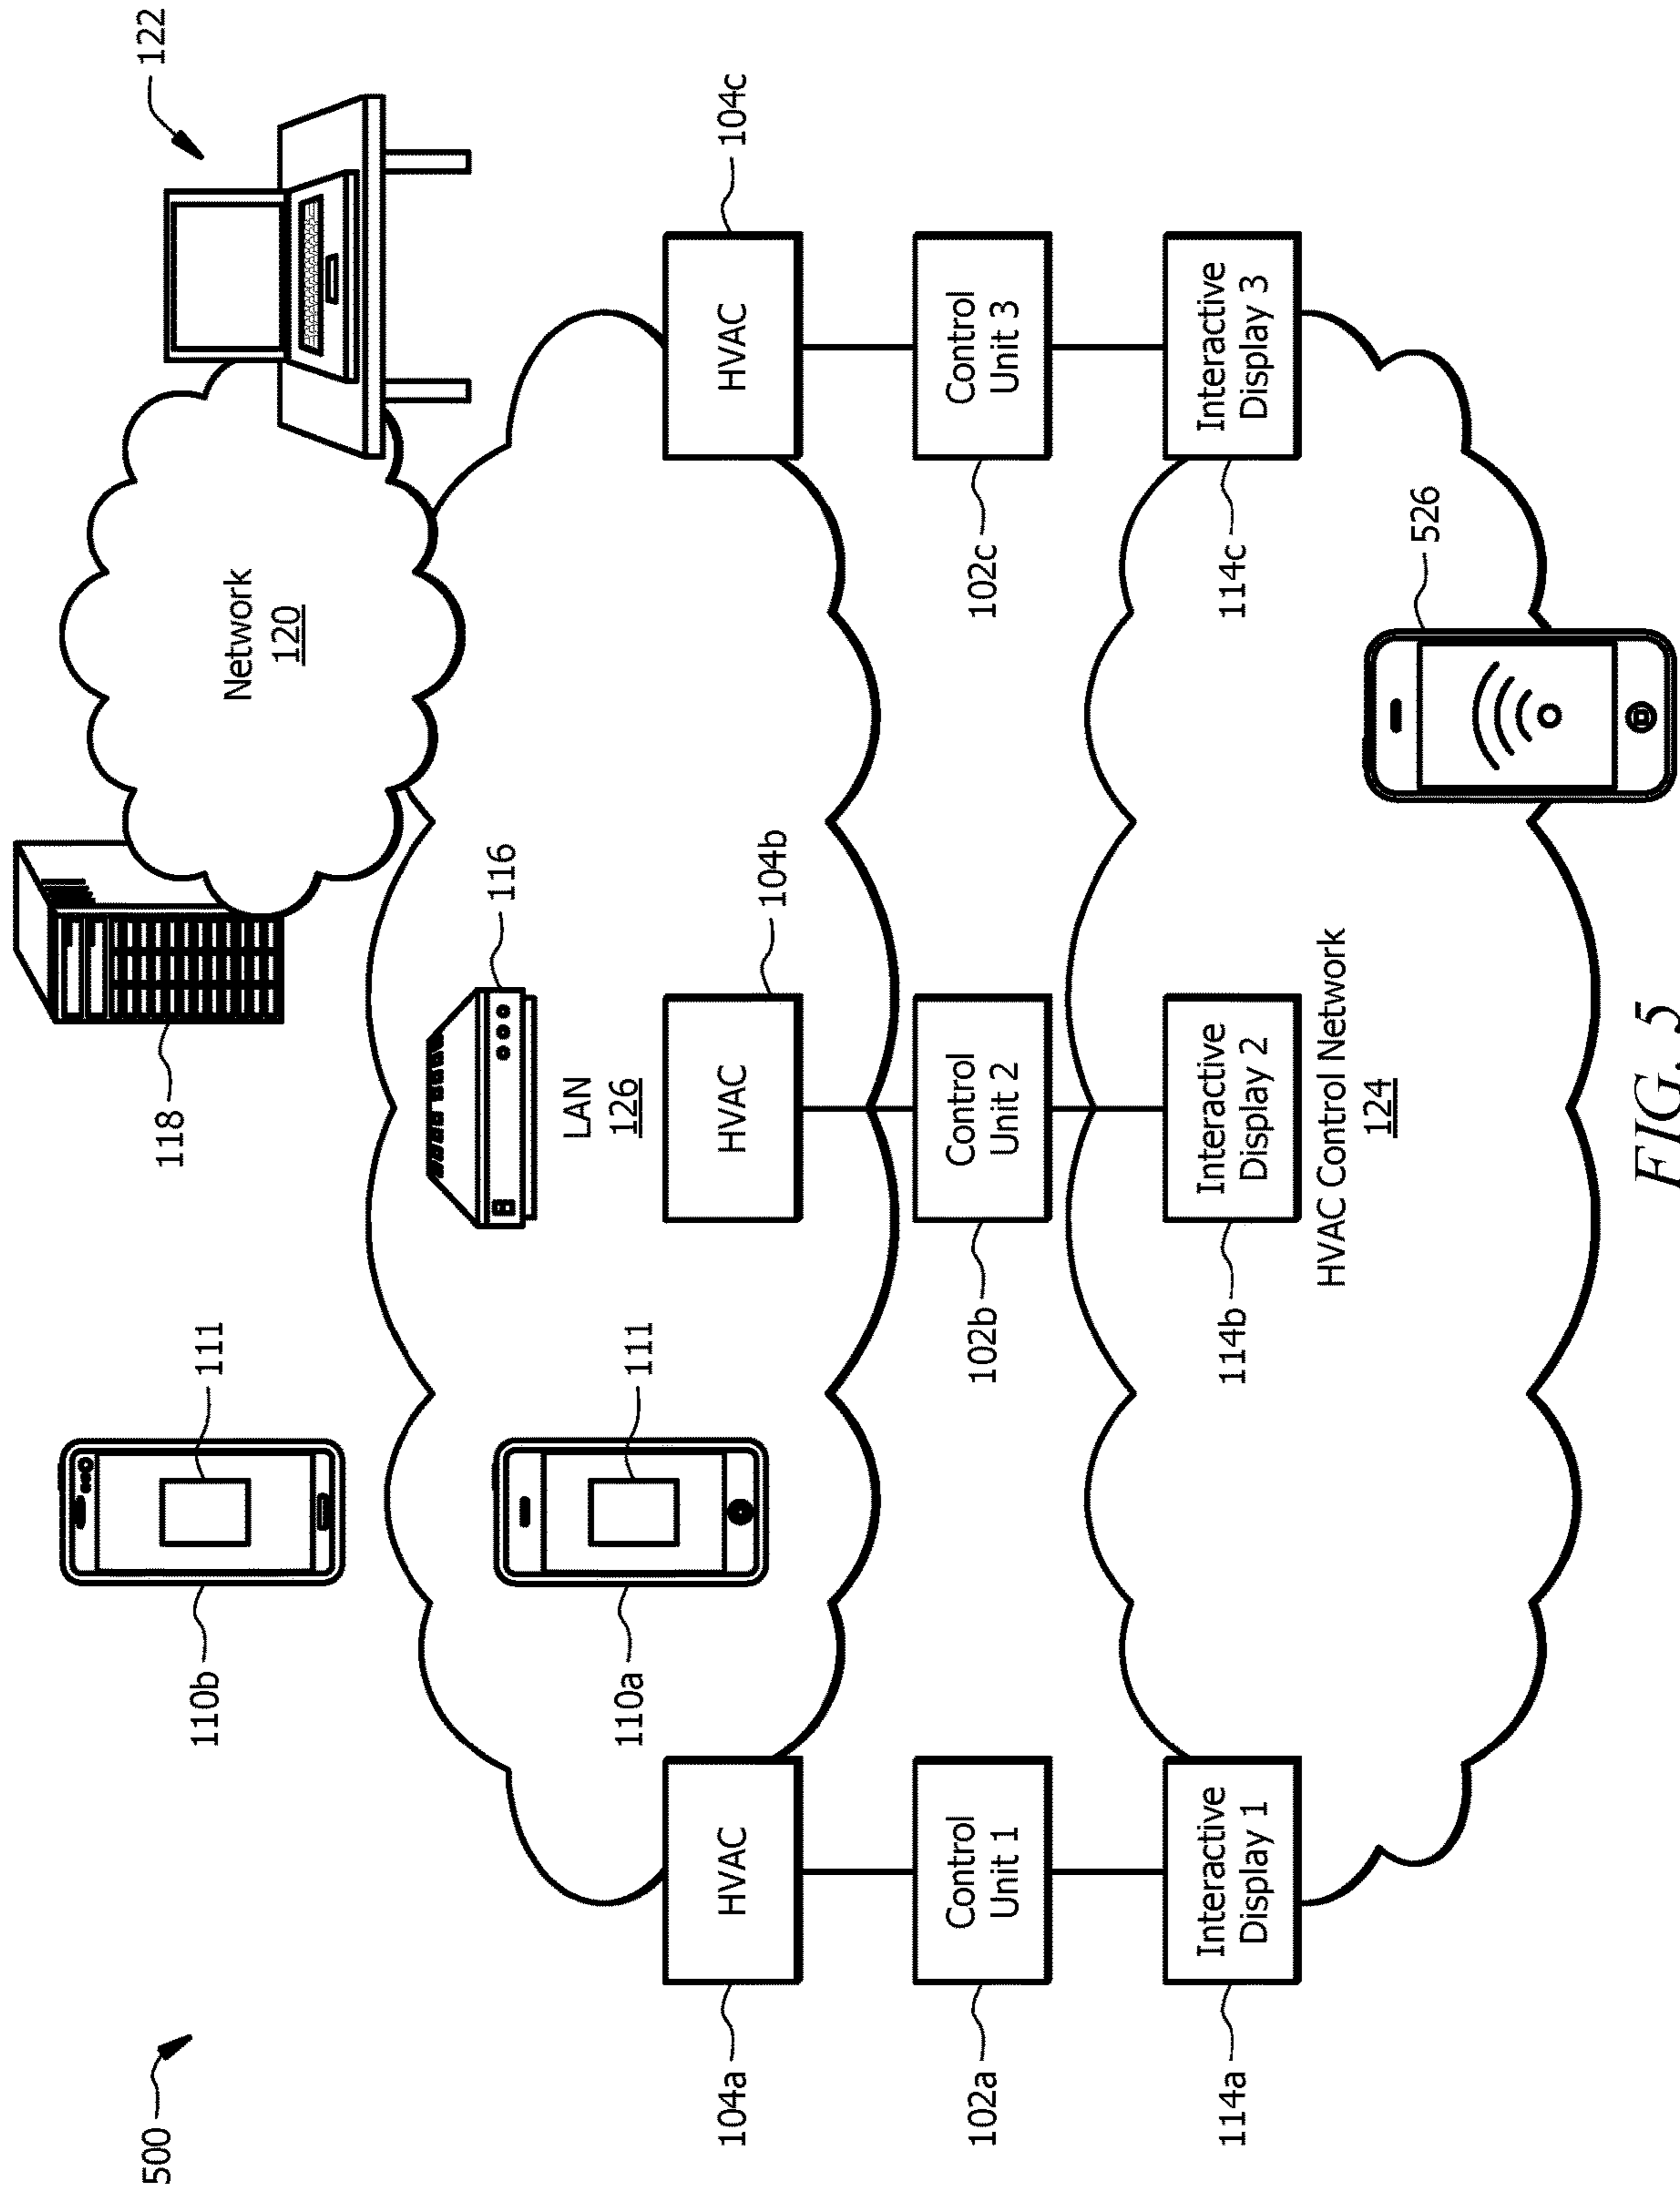 500
110b
111
118
Network
120
122
116
LAN
126
110a
111
104a
HVAC
HVAC
104b
HVAC
104c
102a
Control
Unit 1
102b
Control
Unit 2
102c
Control
Unit 3
114a
Interactive
Display 1
114b
Interactive
Display 2
114c
Interactive
Display 3
HVAC Control Network
124
526
FIG. 5